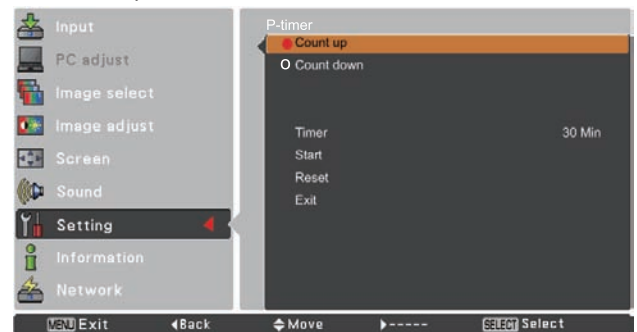 Input
PC adjust
Image select
Image adjust
Screen
Sound
Setting
Information
Network
P-timer
Count up
O Count down
Timer 30 Min
Start
Reset
Exit
MENU Exit Back Move ----- SELECT Select